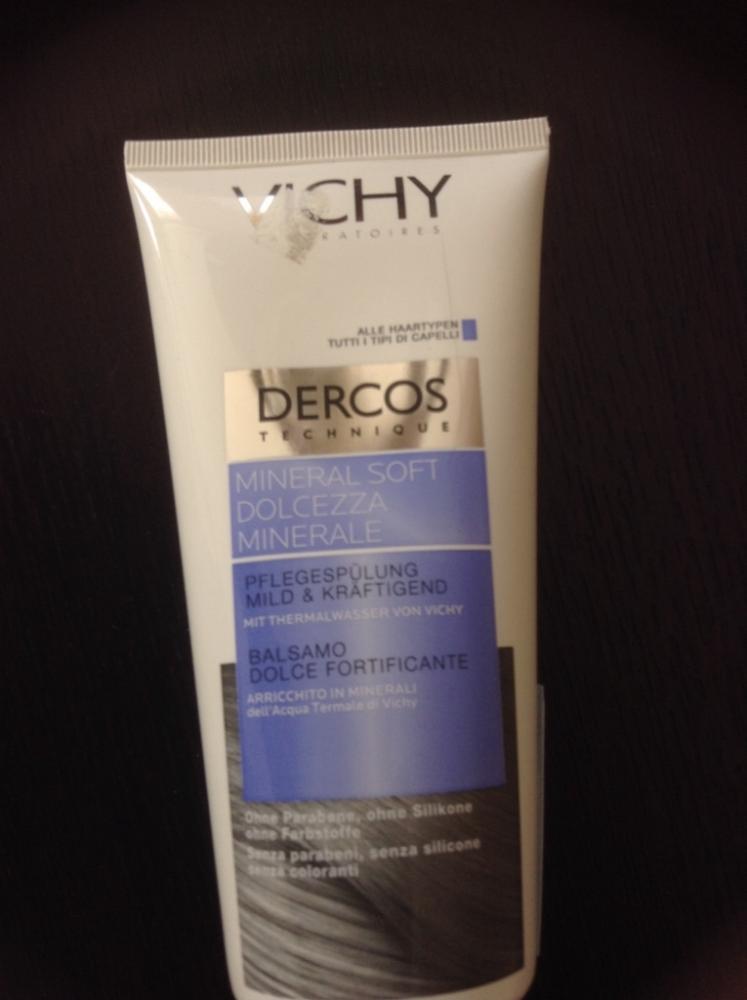 VICHY
RATOIRES
ALLE HAARTYPEN
TUTTI I TIPI DI CAPELLI
DERCOS
TECHNIQUE
MINERAL SOFT
DOLCEZZA
MINERALE
PFLEGESPÜLUNG
MILD & KRÄFTIGEND
MIT THERMALWASSER VON VICHY
BALSAMO
DOLCE FORTIFICANTE
ARRICCHITO IN MINERALI
dell'Acqua Termale di Vichy
Ohne Parabene, ohne Silikone
ohne Farbstoffe
Senza parabeni, senza silicone
senza coloranti